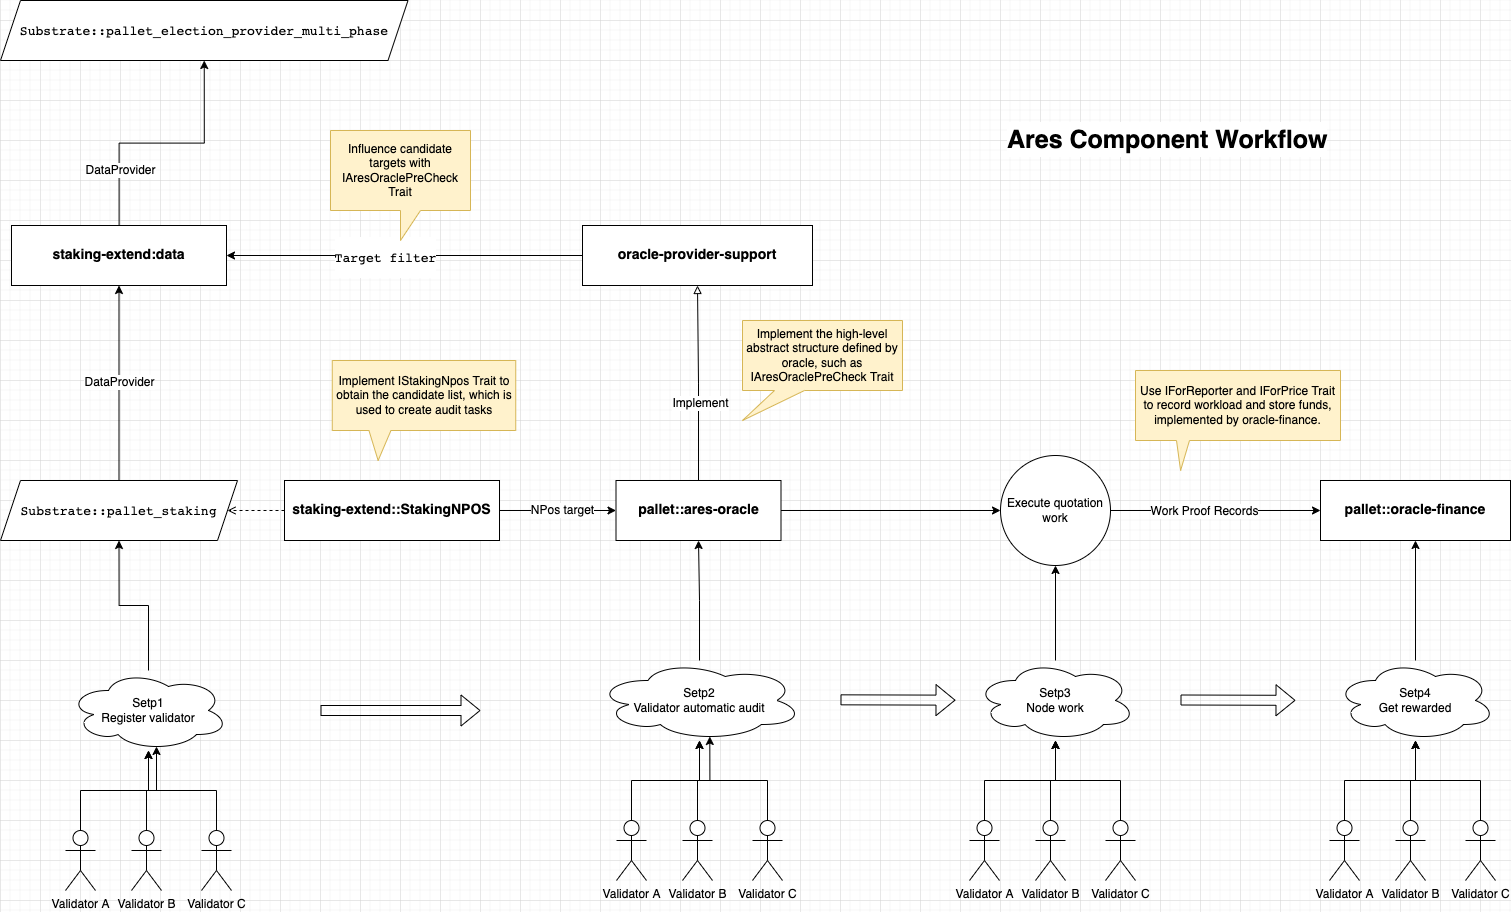 Substrate::pallet_election_provider_multi_phase
Ares Component Workflow
Influence candidate
targets with
IAresOraclePreCheck
Trait
DataProvider
staking-extend:data
Target filter
oracle-provider-support
Implement the high-level
abstract structure defined by
oracle, such as
IAresOraclePreCheck Trait
DataProvider
Implement IStakingNpos Trait to
obtain the candidate list, which is
used to create audit tasks
Implement
Use IForReporter and IForPrice Trait
to record workload and store funds,
implemented by oracle-finance.
Substrate::pallet_staking
staking-extend::StakingNPOS
NPos target
pallet::ares-oracle
Execute quotation
work
Work Proof Records
pallet::oracle-finance
Setp1
Register validator
Setp2
Validator automatic audit
Setp3
Node work
Setp4
Get rewarded
Validator A
Validator B
Validator C
Validator A
Validator B
Validator C
Validator A
Validator B
Validator C
Validator A
Validator B
Validator C